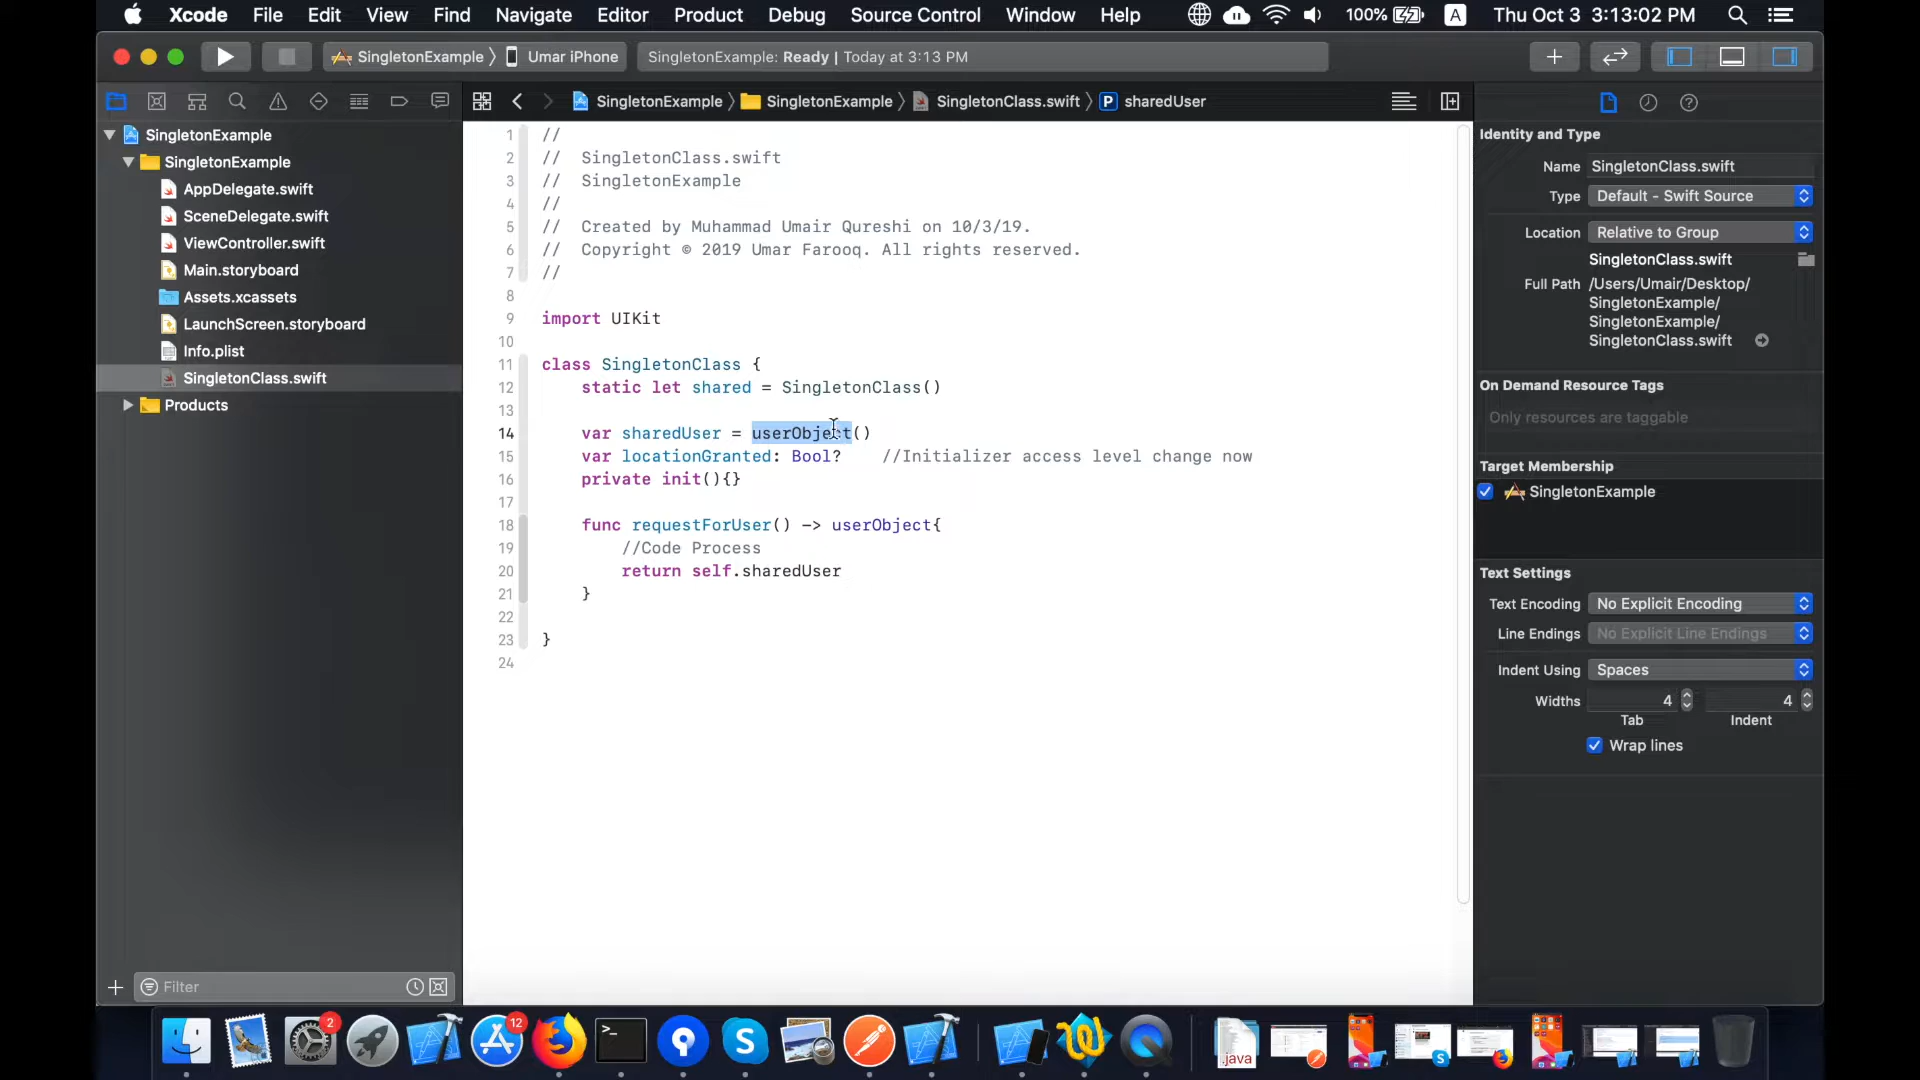 Xcode File Edit View Find Navigate Editor Product Debug Source Control Window Help 100% A Thu Oct 3 3:13:02 PM
SingletonExample 〉 Umar iPhone
SingletonExample: Ready | Today at 3:13 PM
SingletonExample 〉 SingletonExample 〉 SingletonClass.swift 〉 P sharedUser
SingletonExample
SingletonExample
AppDelegate.swift
SceneDelegate.swift
ViewController.swift
Main.storyboard
Assets.xcassets
LaunchScreen.storyboard
Info.plist
SingletonClass.swift
Products
Filter
1 //
2 // SingletonClass.swift
3 // SingletonExample
4 //
5 // Created by Muhammad Umair Qureshi on 10/3/19.
6 // Copyright © 2019 Umar Farooq. All rights reserved.
7 //
8
9 import UIKit
10
11 class SingletonClass {
12 static let shared = SingletonClass()
13
14 var sharedUser = userObject()
15 var locationGranted: Bool? //Initializer access level change now
16 private init(){}
17
18 func requestForUser() -> userObject{
19 //Code Process
20 return self.sharedUser
21 }
22
23 }
24
Identity and Type
Name SingletonClass.swift
Type Default - Swift Source
Location Relative to Group
SingletonClass.swift
Full Path /Users/Umair/Desktop/
SingletonExample/
SingletonExample/
SingletonClass.swift
On Demand Resource Tags
Only resources are taggable
Target Membership
SingletonExample
Text Settings
Text Encoding No Explicit Encoding
Line Endings No Explicit Line Endings
Indent Using Spaces
Widths 4 4
Tab Indent
Wrap lines
2
12
>_
S
.java
S